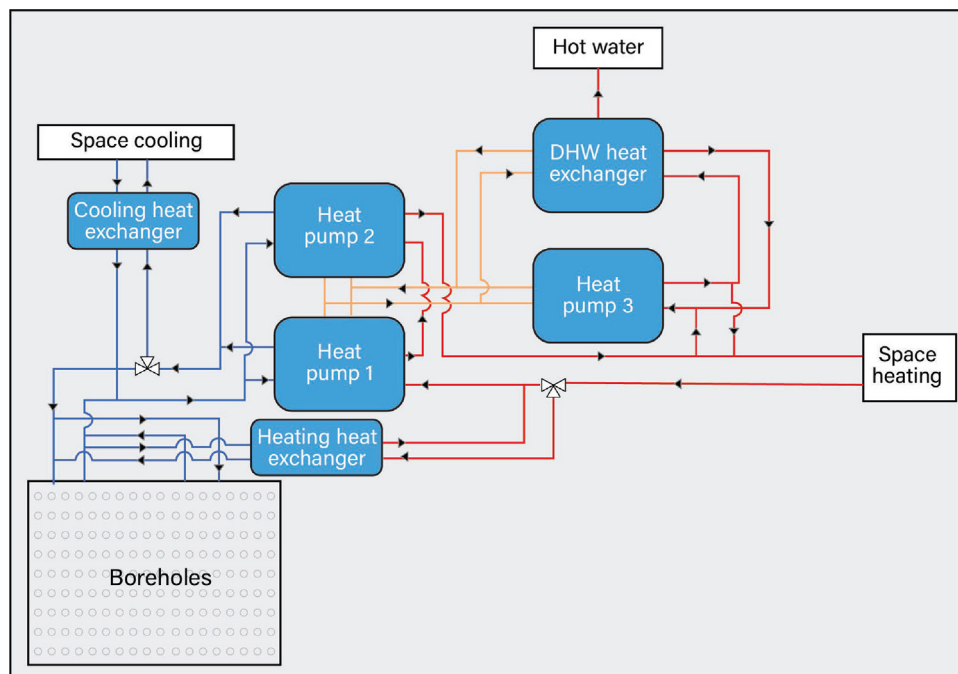 Hot water
Space cooling
DHW heat
exchanger
Cooling heat
exchanger
Heat
pump 2
Heat
pump 3
Heat
pump 1
Space
heating
Heating heat
exchanger
Boreholes